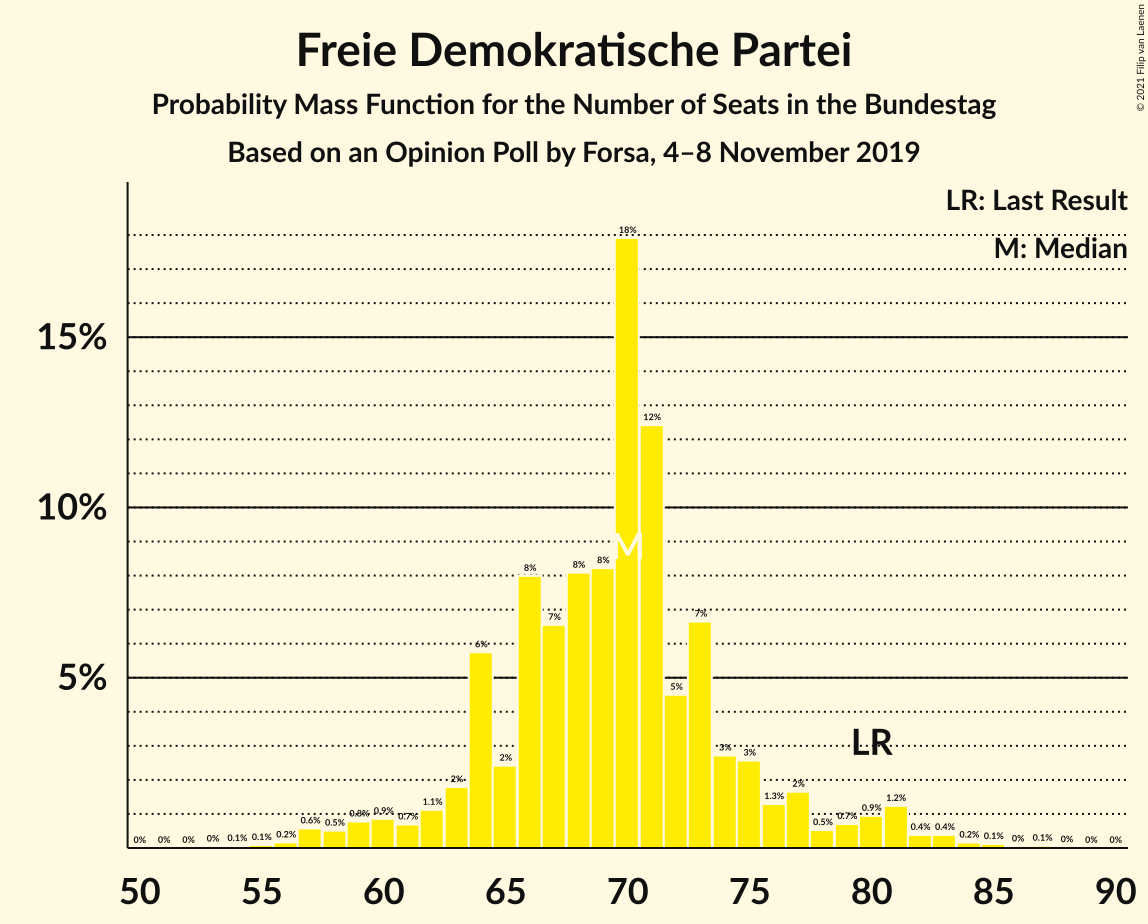 Freie Demokratische Partei
Probability Mass Function for the Number of Seats in the Bundestag
Based on an Opinion Poll by Forsa, 4–8 November 2019
© 2021 Filip van Laenen
LR: Last Result
M: Median
15%
10%
5%
0% 0% 0% 0% 0.1% 0.1% 0.2% 0.6% 0.5% 0.8% 0.9% 0.7% 1.1% 2% 6% 2% 8% 7% 8% 8% 18% 12% 5% 7% 3% 3% 1.3% 2% 0.5% 0.7% 0.9% 1.2% 0.4% 0.4% 0.2% 0.1% 0% 0.1% 0% 0% 0%
M
LR
50 55 60 65 70 75 80 85 90